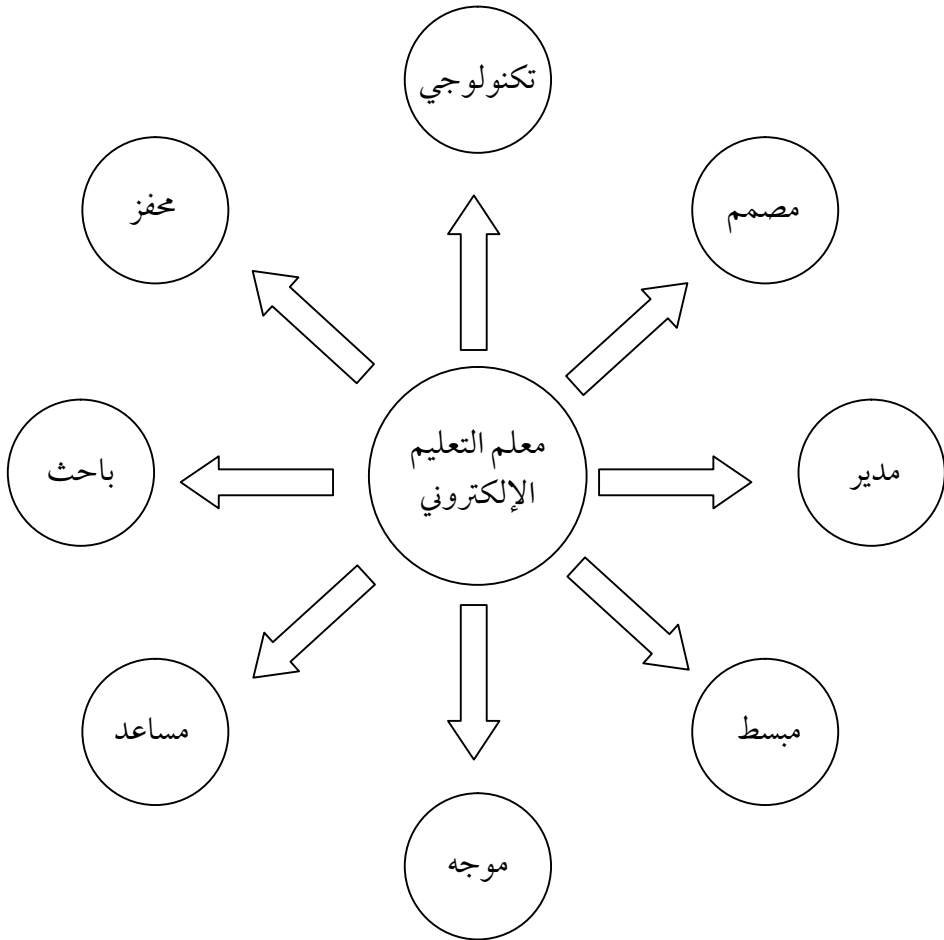 تكنولوجي
محفز
مصمم
معلم التعليم
الإلكتروني
باحث
مدير
مساعد
مبسط
موجه